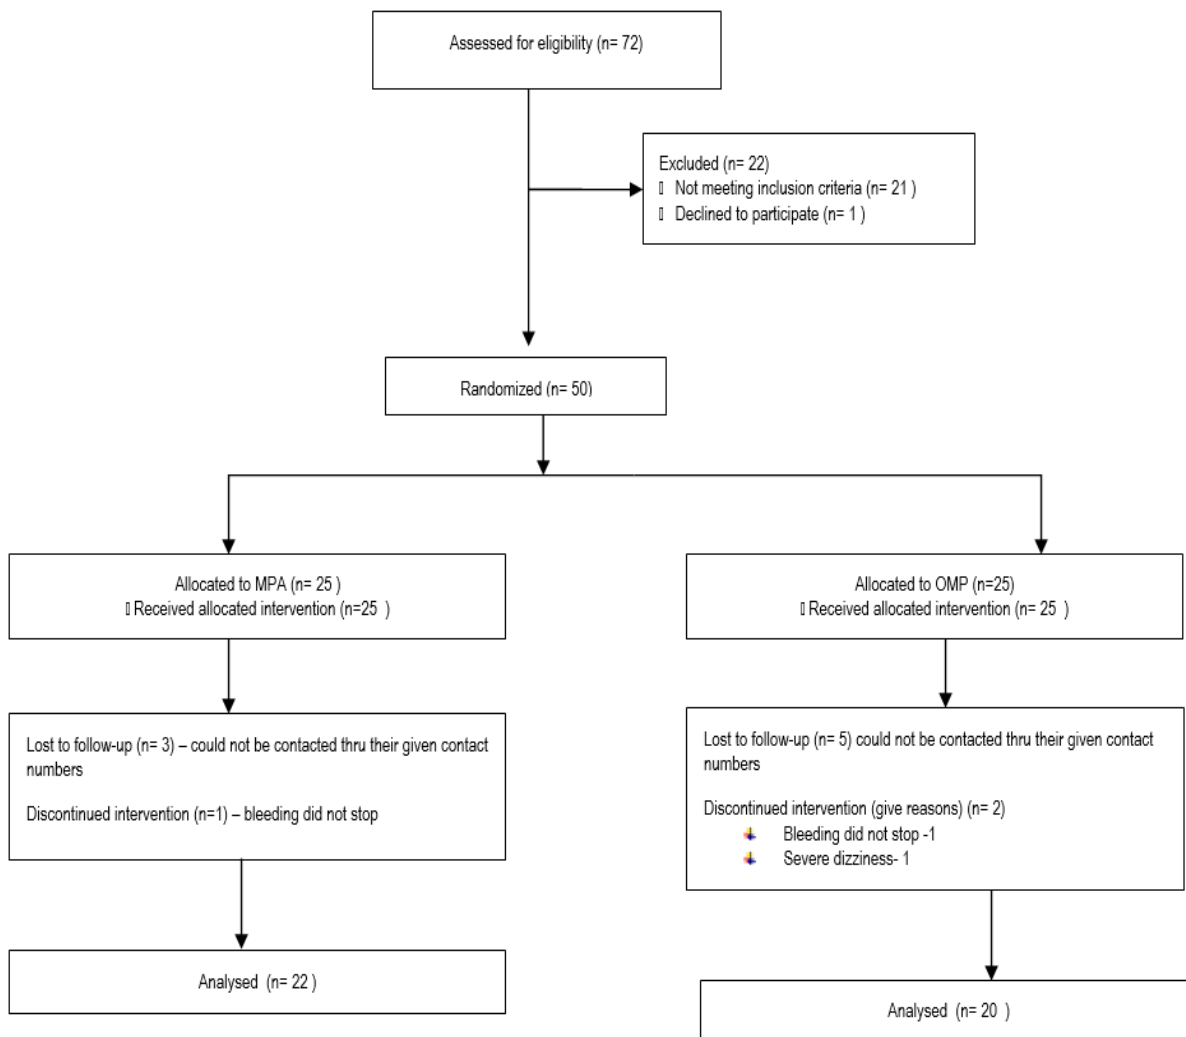 Assessed for eligibility (n= 72)
Excluded (n= 22)
▯ Not meeting inclusion criteria (n= 21 )
▯ Declined to participate (n= 1 )
Randomized (n= 50)
Allocated to MPA (n= 25 )
▯ Received allocated intervention (n=25 )
Allocated to OMP (n=25)
▯ Received allocated intervention (n= 25 )
Lost to follow-up (n= 3) – could not be contacted thru their given contact
numbers
Discontinued intervention (n=1) – bleeding did not stop
Lost to follow-up (n= 5) could not be contacted thru their given contact
numbers
Discontinued intervention (give reasons) (n= 2)
Bleeding did not stop -1
Severe dizziness- 1
Analysed (n= 22 )
Analysed (n= 20 )